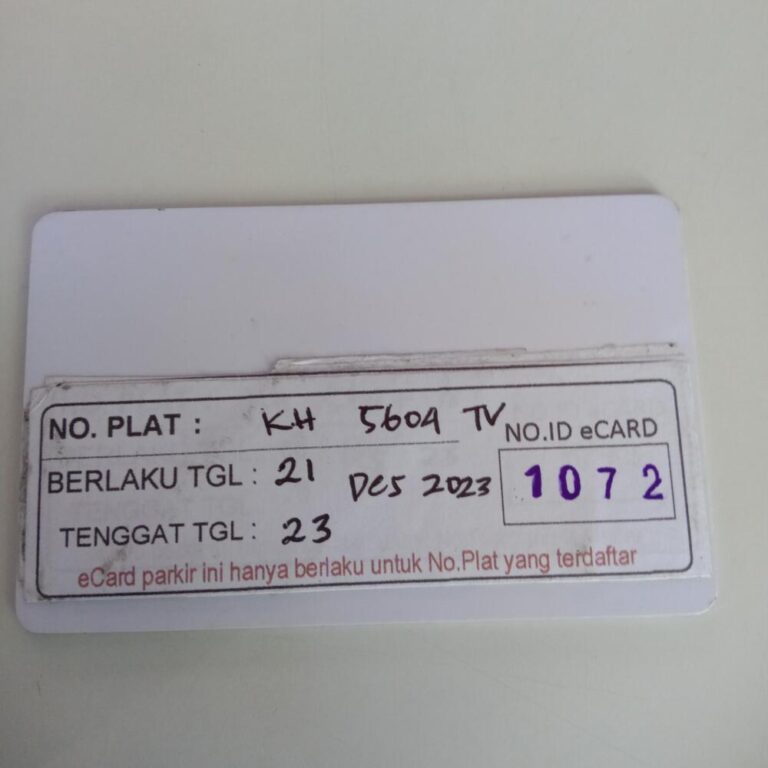 NO. PLAT : KH 5604 TV
NO.ID eCARD
BERLAKU TGL : 21 DES 2023
1072
TENGGAT TGL : 23
eCard parkir ini hanya berlaku untuk No.Plat yang terdaftar